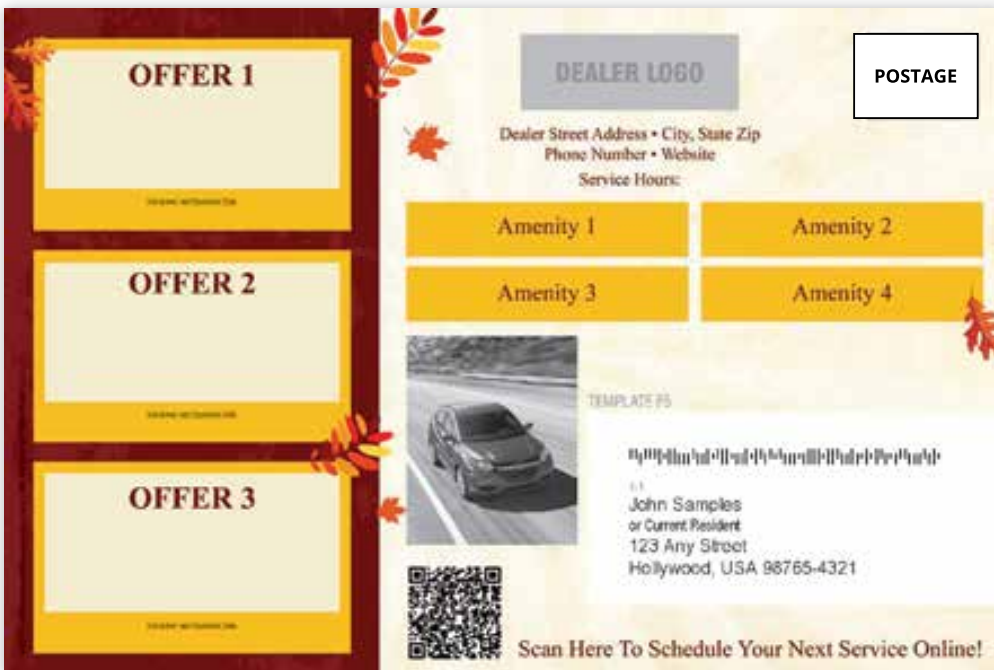 OFFER 1
OFFER 2
OFFER 3
DEALER LOGO
POSTAGE
Dealer Street Address • City, State Zip
Phone Number • Website
Service Hours:
Amenity 1
Amenity 2
Amenity 3
Amenity 4
TEMPLATE F5
John Samples
or Current Resident
123 Any Street
Hollywood, USA 98765-4321
Scan Here To Schedule Your Next Service Online!